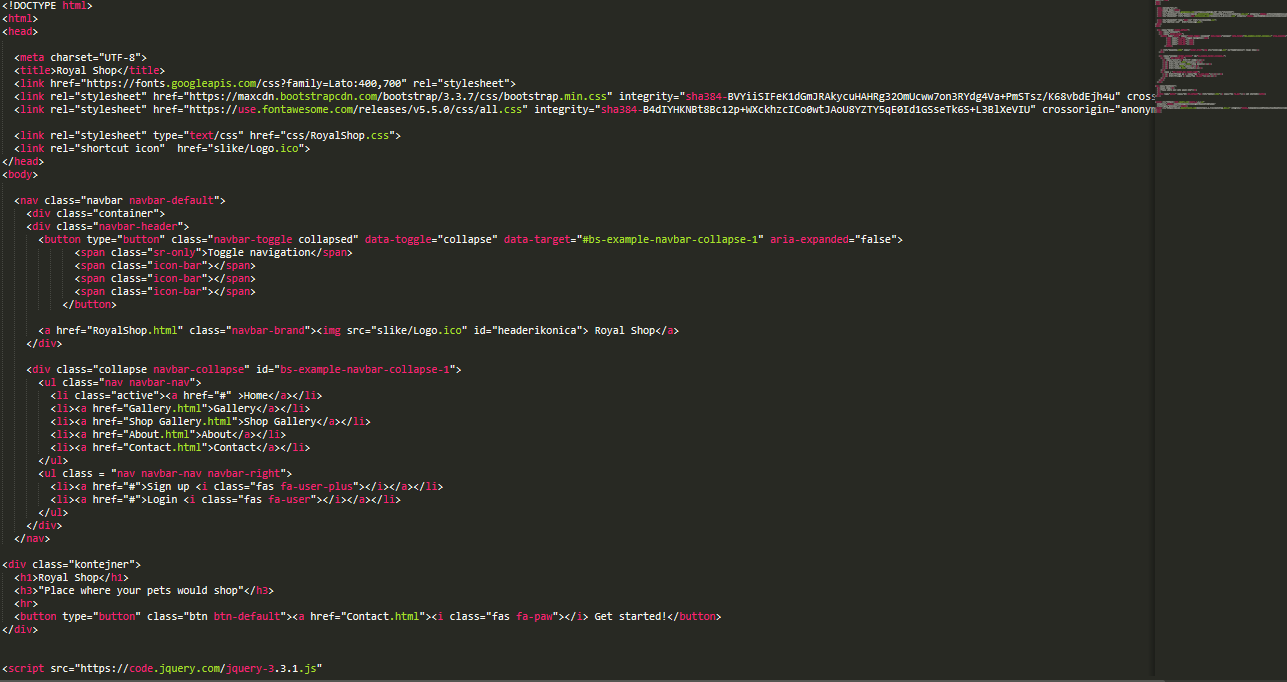 <!DOCTYPE html>
<html>
<head>
<meta charset="UTF-8">
<title>Royal Shop</title>
<link href="https://fonts.googleapis.com/css?family=Lato:400,700" rel="stylesheet">
<link rel="stylesheet" href="https://maxcdn.bootstrapcdn.com/bootstrap/3.3.7/css/bootstrap.min.css" integrity="sha384-BVYiiSIFeK1dGmJRAkycuHAHRg32OmUcww7on3RYdg4Va+PmSTsz/K68vbdEjh4u" cross
<link rel="stylesheet" href="https://use.fontawesome.com/releases/v5.5.0/css/all.css" integrity="sha384-B4dIYHKNBt8Bc12p+WXckhzcICo0wtJAoU8YZTY5qE0Id1GSseTk6S+L3BlXeVIU" crossorigin="anonym
<link rel="stylesheet" type="text/css" href="css/RoyalShop.css">
<link rel="shortcut icon"  href="slike/Logo.ico">
</head>
<body>
<nav class="navbar navbar-default">
<div class="container">
<div class="navbar-header">
<button type="button" class="navbar-toggle collapsed" data-toggle="collapse" data-target="#bs-example-navbar-collapse-1" aria-expanded="false">
<span class="sr-only">Toggle navigation</span>
<span class="icon-bar"></span>
<span class="icon-bar"></span>
<span class="icon-bar"></span>
</button>
<a href="RoyalShop.html" class="navbar-brand"><img src="slike/Logo.ico" id="headerikonica"> Royal Shop</a>
</div>
<div class="collapse navbar-collapse" id="bs-example-navbar-collapse-1">
<ul class="nav navbar-nav">
<li class="active"><a href="#" >Home</a></li>
<li><a href="Gallery.html">Gallery</a></li>
<li><a href="Shop Gallery.html">Shop Gallery</a></li>
<li><a href="About.html">About</a></li>
<li><a href="Contact.html">Contact</a></li>
</ul>
<ul class = "nav navbar-nav navbar-right">
<li><a href="#">Sign up <i class="fas fa-user-plus"></i></a></li>
<li><a href="#">Login <i class="fas fa-user"></i></a></li>
</ul>
</div>
</nav>
<div class="kontejner">
<h1>Royal Shop</h1>
<h3>"Place where your pets would shop"</h3>
<hr>
<button type="button" class="btn btn-default"><a href="Contact.html"><i class="fas fa-paw"></i> Get started!</button>
</div>
<script src="https://code.jquery.com/jquery-3.3.1.js"